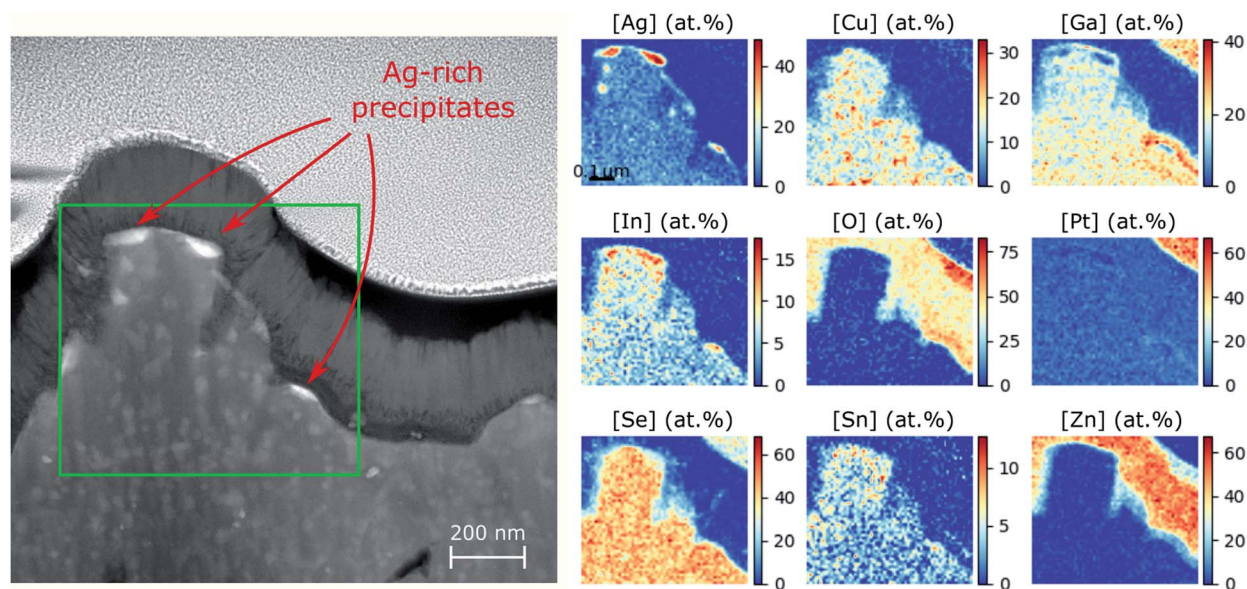 Ag-rich
precipitates
200 nm
[Ag] (at.%)
40
20
0
0.1 µm
[Cu] (at.%)
30
20
10
0
[Ga] (at.%)
40
20
0
[In] (at.%)
15
10
5
0
[O] (at.%)
75
50
25
0
[Pt] (at.%)
60
40
20
0
[Se] (at.%)
60
40
20
0
[Sn] (at.%)
10
5
0
[Zn] (at.%)
60
40
20
0